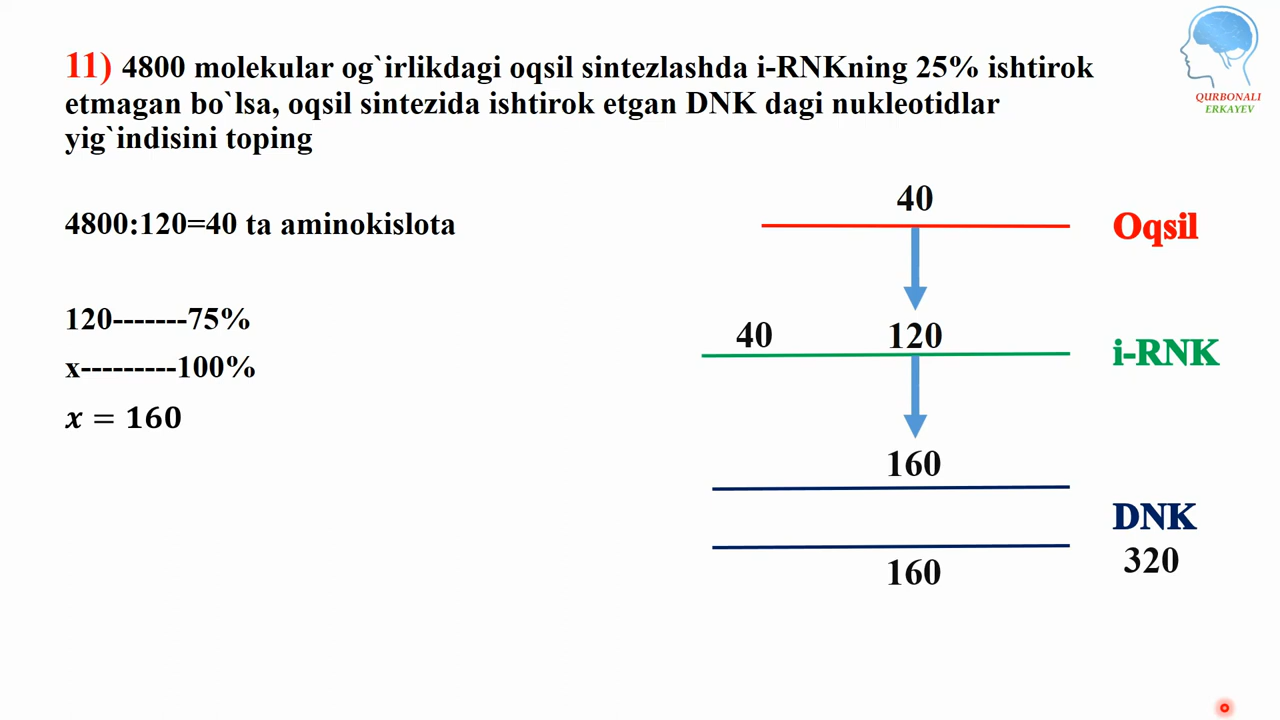 11) 4800 molekular og`irlikdagi oqsil sintezlashda i-RNKning 25% ishtirok
etmagan bo`lsa, oqsil sintezida ishtirok etgan DNK dagi nukleotidlar
yig`indisini toping
QURBONALI
ERKAYEV
4800:120=40 ta aminokislota
120-------75%
x---------100%
x = 160
40
Oqsil
40 120
i-RNK
160
DNK
320
160